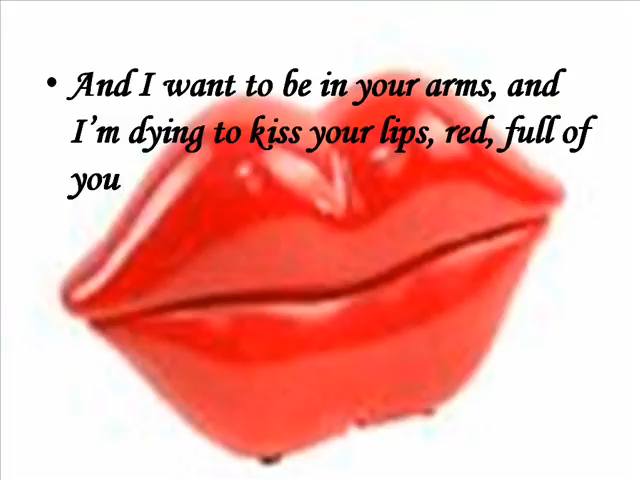 • And I want to be in your arms, and
I’m dying to kiss your lips, red, full of
you